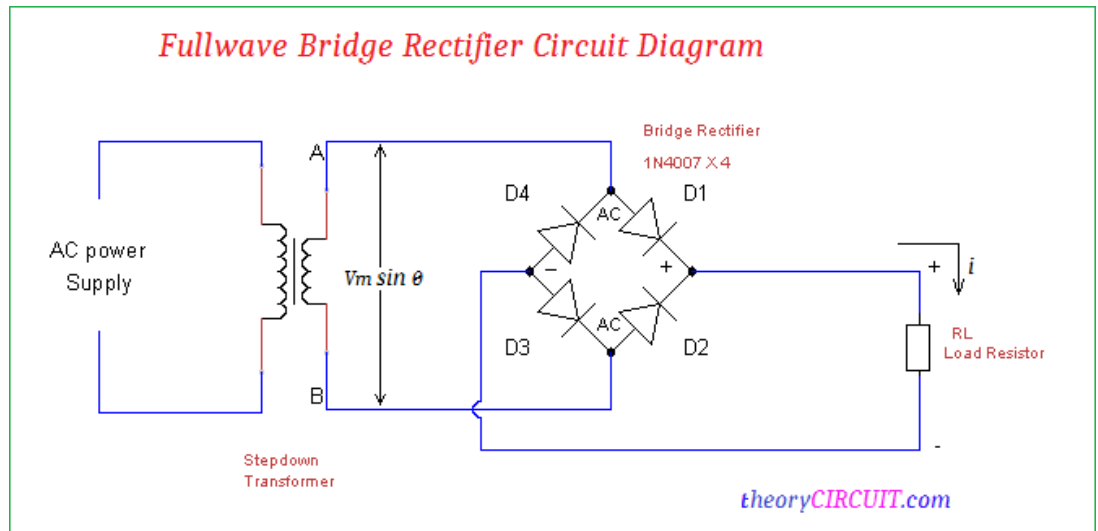 Fullwave Bridge Rectifier Circuit Diagram
Bridge Rectifier
1N4007 X 4
A
D4
D1
AC
AC power
Supply
Vm sin θ
−
+
+
i
AC
D3
D2
RL
Load Resistor
B
-
Stepdown
Transformer
theoryCIRCUIT.com